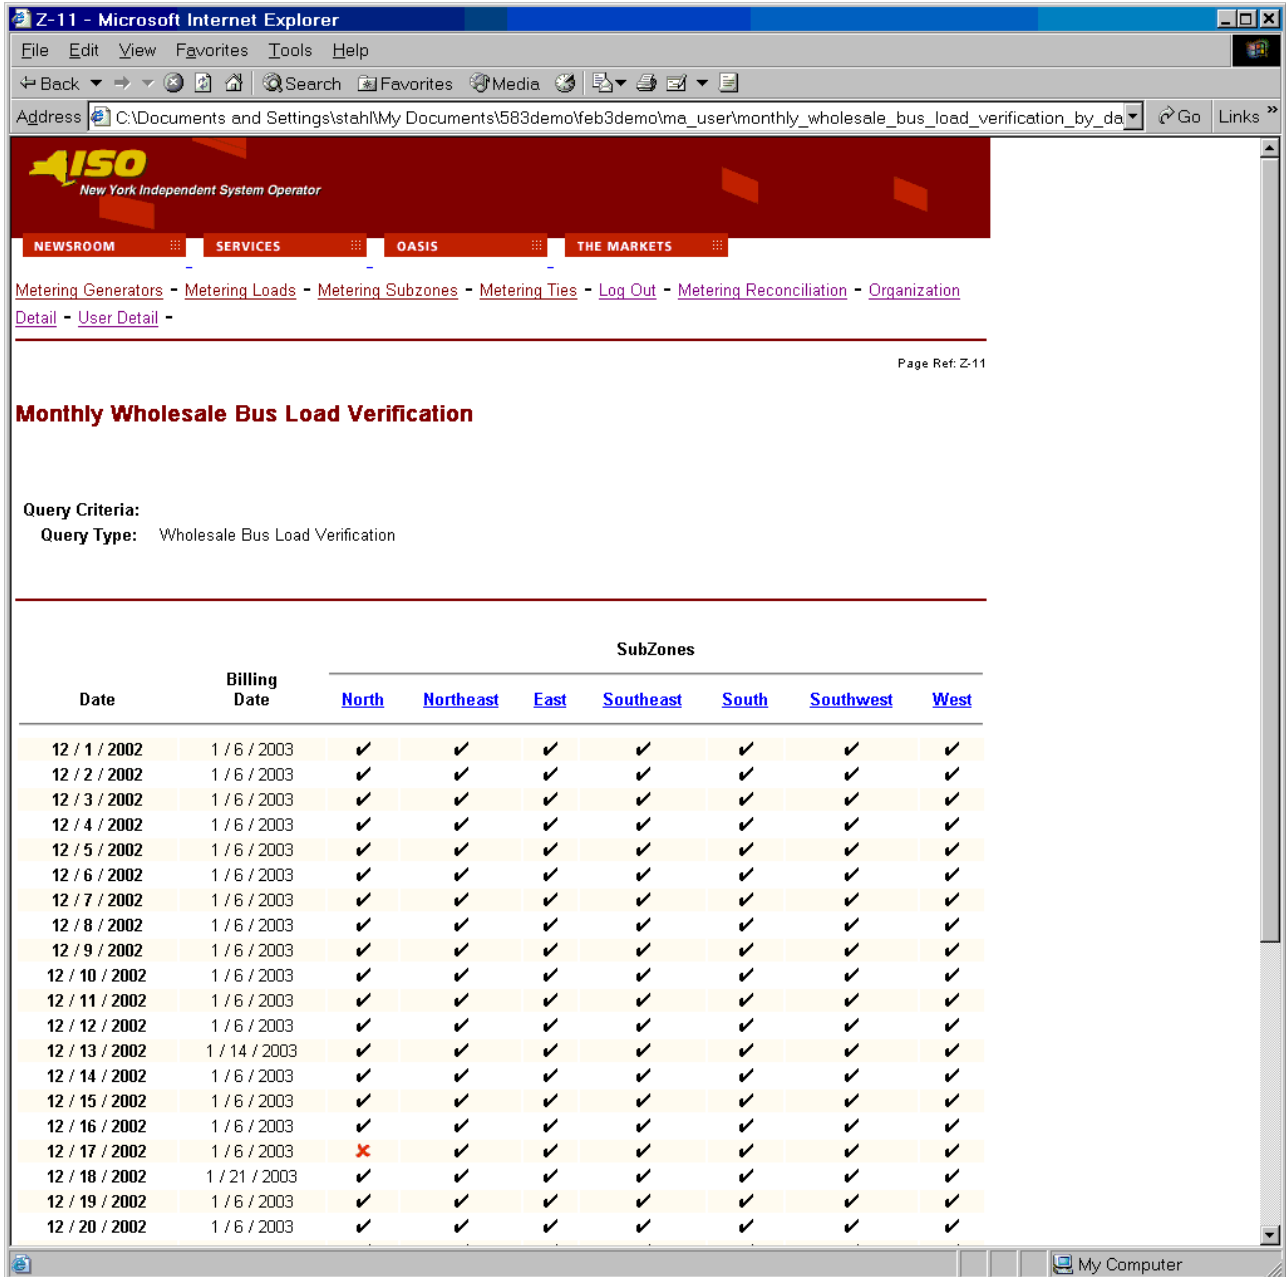 Z-11 - Microsoft Internet Explorer
File Edit View Favorites Tools Help
Back Search Favorites Media
Address C:\Documents and Settings\stahl\My Documents\583demo\feb3demo\ma_user\monthly_wholesale_bus_load_verification_by_da Go Links »
ISO
New York Independent System Operator
NEWSROOM SERVICES OASIS THE MARKETS
Metering Generators - Metering Loads - Metering Subzones - Metering Ties - Log Out - Metering Reconciliation - Organization
Detail - User Detail -
Page Ref: Z-11
Monthly Wholesale Bus Load Verification
Query Criteria:
Query Type: Wholesale Bus Load Verification
SubZones
Billing
Date Date North Northeast East Southeast South Southwest West
12 / 1 / 2002 1 / 6 / 2003 ✔ ✔ ✔ ✔ ✔ ✔ ✔
12 / 2 / 2002 1 / 6 / 2003 ✔ ✔ ✔ ✔ ✔ ✔ ✔
12 / 3 / 2002 1 / 6 / 2003 ✔ ✔ ✔ ✔ ✔ ✔ ✔
12 / 4 / 2002 1 / 6 / 2003 ✔ ✔ ✔ ✔ ✔ ✔ ✔
12 / 5 / 2002 1 / 6 / 2003 ✔ ✔ ✔ ✔ ✔ ✔ ✔
12 / 6 / 2002 1 / 6 / 2003 ✔ ✔ ✔ ✔ ✔ ✔ ✔
12 / 7 / 2002 1 / 6 / 2003 ✔ ✔ ✔ ✔ ✔ ✔ ✔
12 / 8 / 2002 1 / 6 / 2003 ✔ ✔ ✔ ✔ ✔ ✔ ✔
12 / 9 / 2002 1 / 6 / 2003 ✔ ✔ ✔ ✔ ✔ ✔ ✔
12 / 10 / 2002 1 / 6 / 2003 ✔ ✔ ✔ ✔ ✔ ✔ ✔
12 / 11 / 2002 1 / 6 / 2003 ✔ ✔ ✔ ✔ ✔ ✔ ✔
12 / 12 / 2002 1 / 6 / 2003 ✔ ✔ ✔ ✔ ✔ ✔ ✔
12 / 13 / 2002 1 / 14 / 2003 ✔ ✔ ✔ ✔ ✔ ✔ ✔
12 / 14 / 2002 1 / 6 / 2003 ✔ ✔ ✔ ✔ ✔ ✔ ✔
12 / 15 / 2002 1 / 6 / 2003 ✔ ✔ ✔ ✔ ✔ ✔ ✔
12 / 16 / 2002 1 / 6 / 2003 ✔ ✔ ✔ ✔ ✔ ✔ ✔
12 / 17 / 2002 1 / 6 / 2003 ✘ ✔ ✔ ✔ ✔ ✔ ✔
12 / 18 / 2002 1 / 21 / 2003 ✔ ✔ ✔ ✔ ✔ ✔ ✔
12 / 19 / 2002 1 / 6 / 2003 ✔ ✔ ✔ ✔ ✔ ✔ ✔
12 / 20 / 2002 1 / 6 / 2003 ✔ ✔ ✔ ✔ ✔ ✔ ✔
My Computer